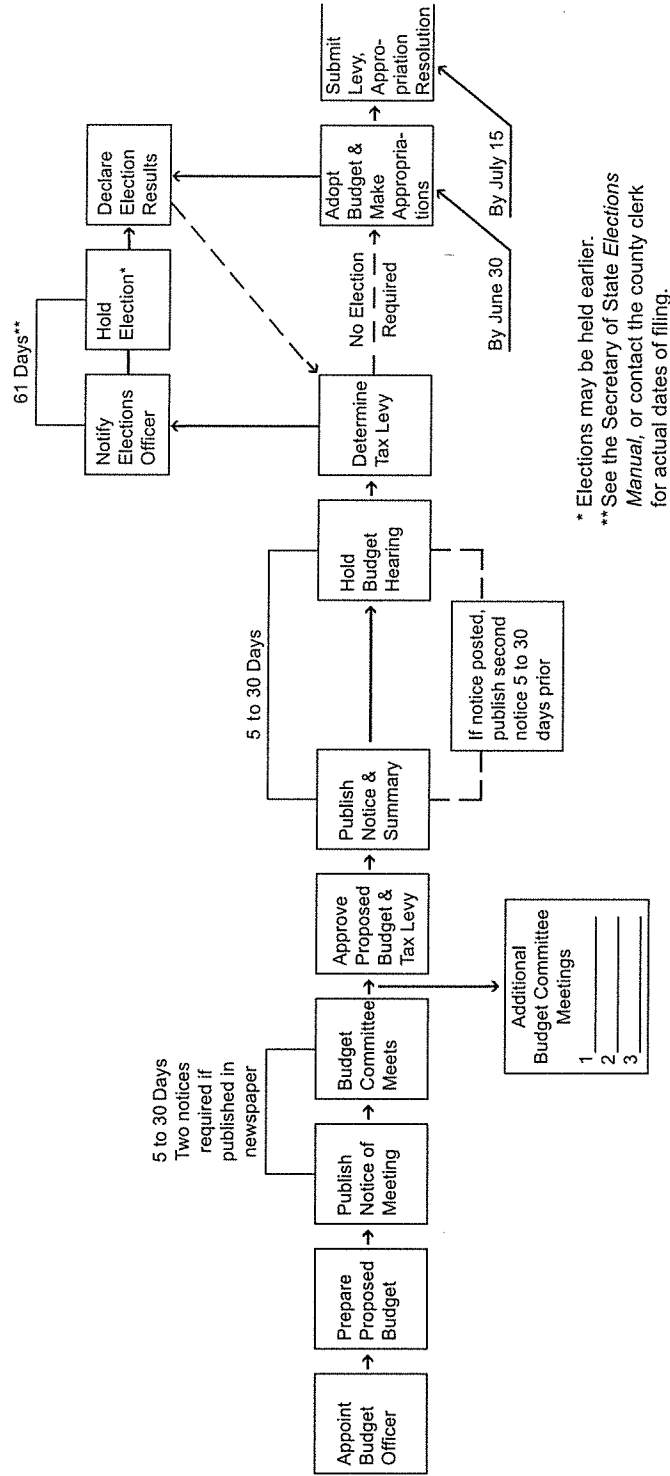 Appoint
Budget
Officer
Prepare
Proposed
Budget
5 to 30 Days
Two notices
required if
published in
newspaper
Publish
Notice of
Meeting
Budget
Committee
Meets
Additional
Budget Committee
Meetings
1
2
3
Approve
Proposed
Budget &
Tax Levy
5 to 30 Days
Publish
Notice &
Summary
If notice posted,
publish second
notice 5 to 30
days prior
Hold
Budget
Hearing
Determine
Tax Levy
61 Days**
Notify
Elections
Officer
Hold
Election*
Declare
Election
Results
No Election
Required
Adopt
Budget &
Make
Appropria-
tions
By June 30
Submit
Levy,
Appro-
priation
Resolution
By July 15
* Elections may be held earlier.
** See the Secretary of State Elections
Manual, or contact the county clerk
for actual dates of filing.